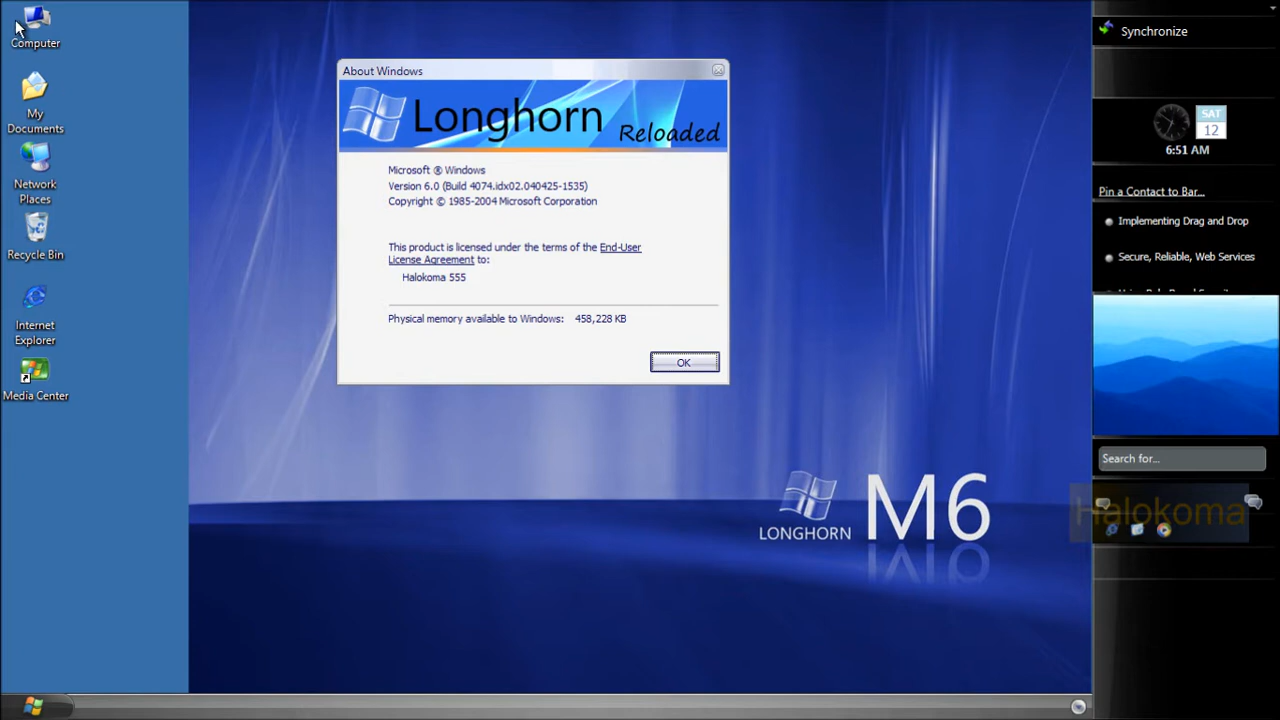 Computer
My
Documents
Network
Places
Recycle Bin
Internet
Explorer
Media Center
About Windows
Longhorn Reloaded
Microsoft ® Windows
Version 6.0 (Build 4074.idx02.040425-1535)
Copyright © 1985-2004 Microsoft Corporation
This product is licensed under the terms of the End-User
License Agreement to:
Halokoma 555
Physical memory available to Windows: 458,228 KB
OK
LONGHORN M6
Synchronize
SAT
12
6:51 AM
Pin a Contact to Bar...
Implementing Drag and Drop
Secure, Reliable, Web Services
Search for...
Halokoma